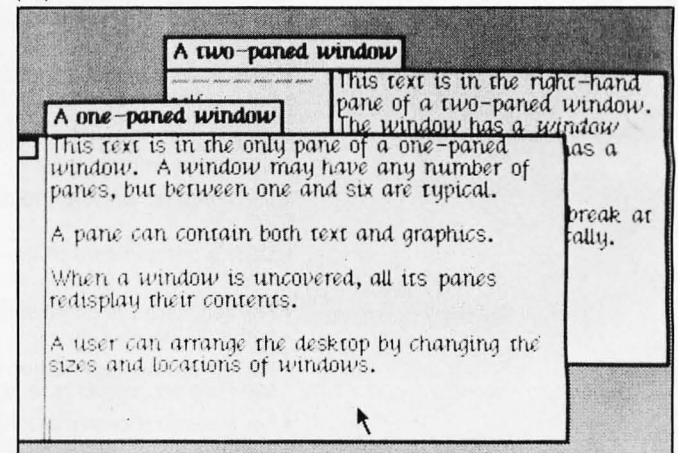 A two-paned window
This text is in the right-hand
pane of a two-paned window.
The window has a window
has a
break at
cally.
A one-paned window
This text is in the only pane of a one-paned
window. A window may have any number of
panes, but between one and six are typical.
A pane can contain both text and graphics.
When a window is uncovered, all its panes
redisplay their contents.
A user can arrange the desktop by changing the
sizes and locations of windows.